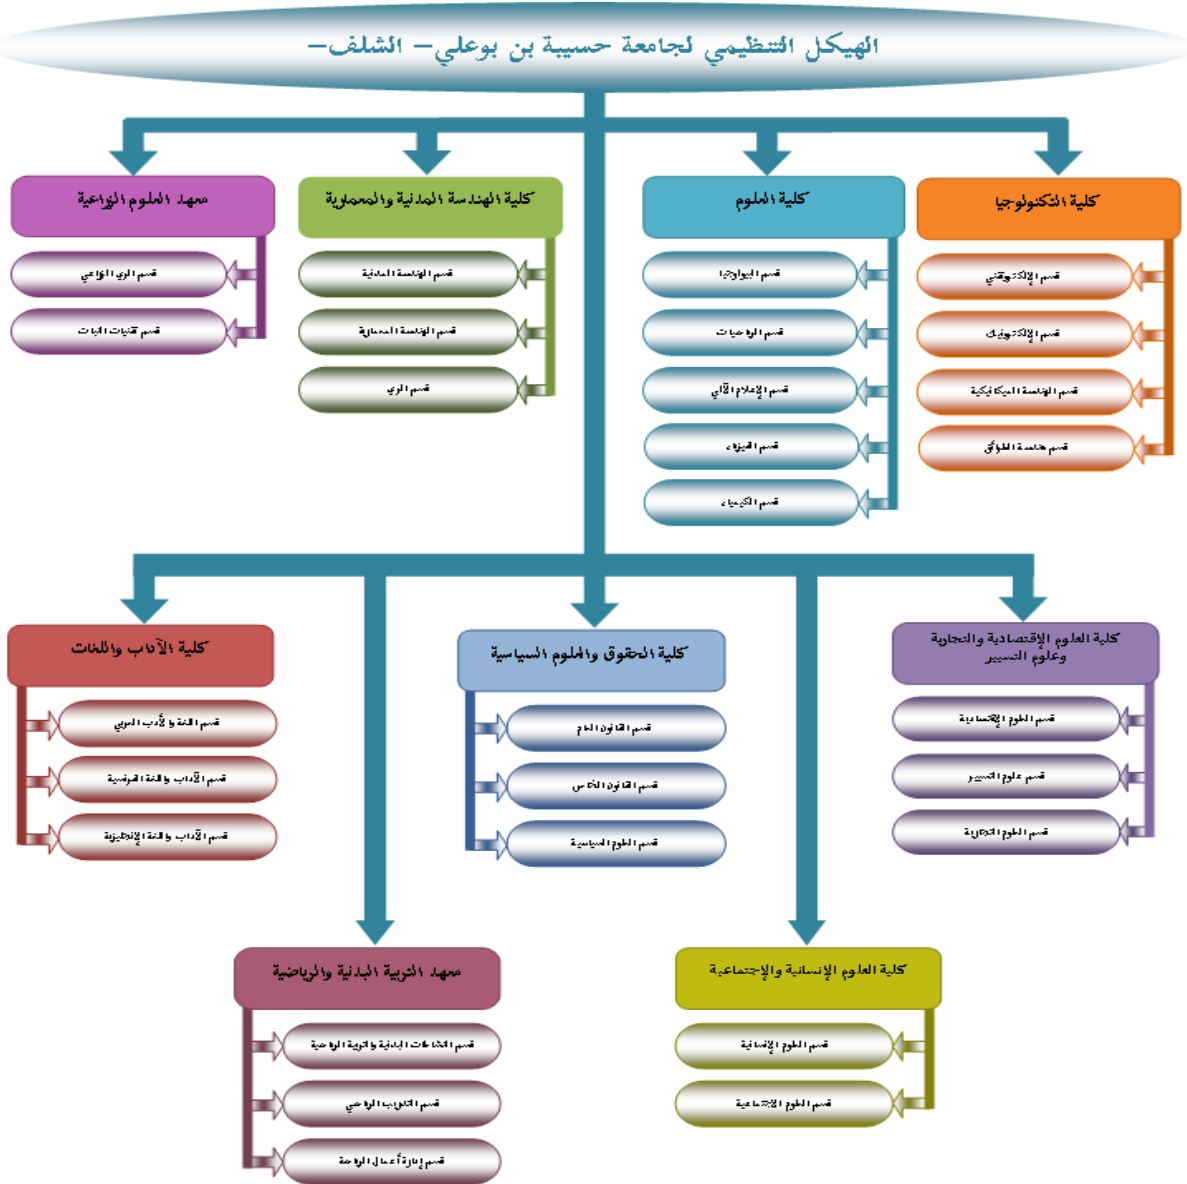 الهيكل التنظيمي لجامعة حسيبة بن بوعلي- الشلف-
كلية التكنولوجيا
قسم الإلكتروتقني
قسم الإلكترونيك
قسم الهندسة الميكانيكية
قسم هندسة الطرائق
كلية العلوم
قسم البيولوجيا
قسم الرياضيات
قسم الإعلام الآلي
قسم الفيزياء
قسم الكيمياء
كلية الهندسة المدنية والمعمارية
قسم الهندسة المدنية
قسم الهندسة المعمارية
قسم الري
معهد العلوم الزراعية
قسم الري الزراعي
قسم تقنيات النبات
كلية العلوم الإقتصادية والتجارية
وعلوم التسيير
قسم العلوم الإقتصادية
قسم علوم التسيير
قسم العلوم التجارية
كلية الحقوق والعلوم السياسية
قسم القانون العام
قسم القانون الخاص
قسم العلوم السياسية
كلية الآداب واللغات
قسم اللغة والأدب العربي
قسم الآداب واللغة الفرنسية
قسم الآداب واللغة الإنجليزية
كلية العلوم الإنسانية والإجتماعية
قسم العلوم الإنسانية
قسم العلوم الإجتماعية
معهد التربية البدنية والرياضية
قسم النشاطات البدنية والتربية الرياضية
قسم التدريب الرياضي
قسم إدارة أعمال الرياضة